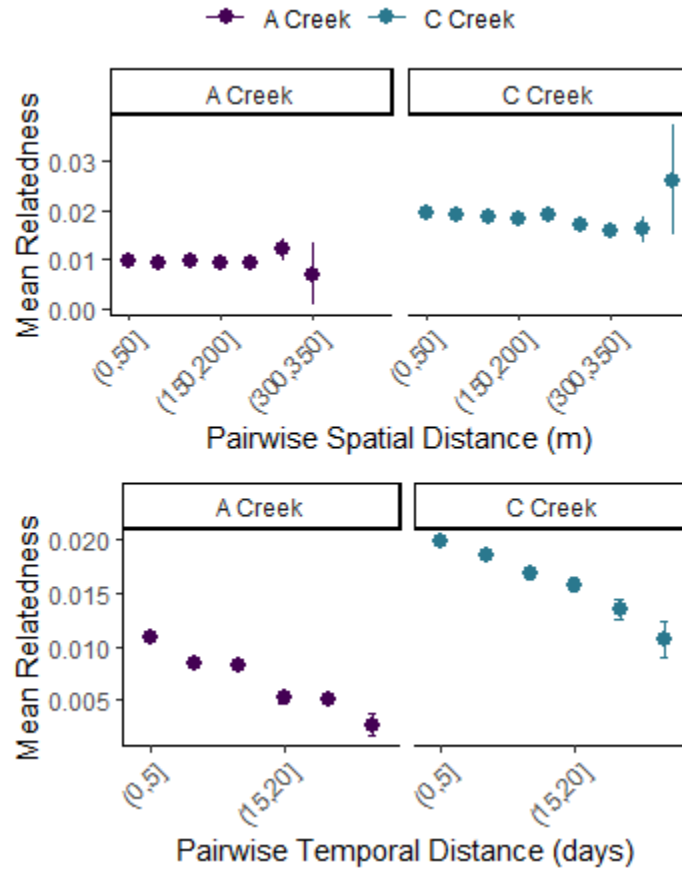 A Creek C Creek
A Creek C Creek
Mean Relatedness
0.03
0.02
0.01
0.00
(0,50] (150,200] (300,350] (0,50] (150,200] (300,350]
Pairwise Spatial Distance (m)
A Creek C Creek
Mean Relatedness
0.020
0.015
0.010
0.005
(0,5] (15,20] (0,5] (15,20]
Pairwise Temporal Distance (days)